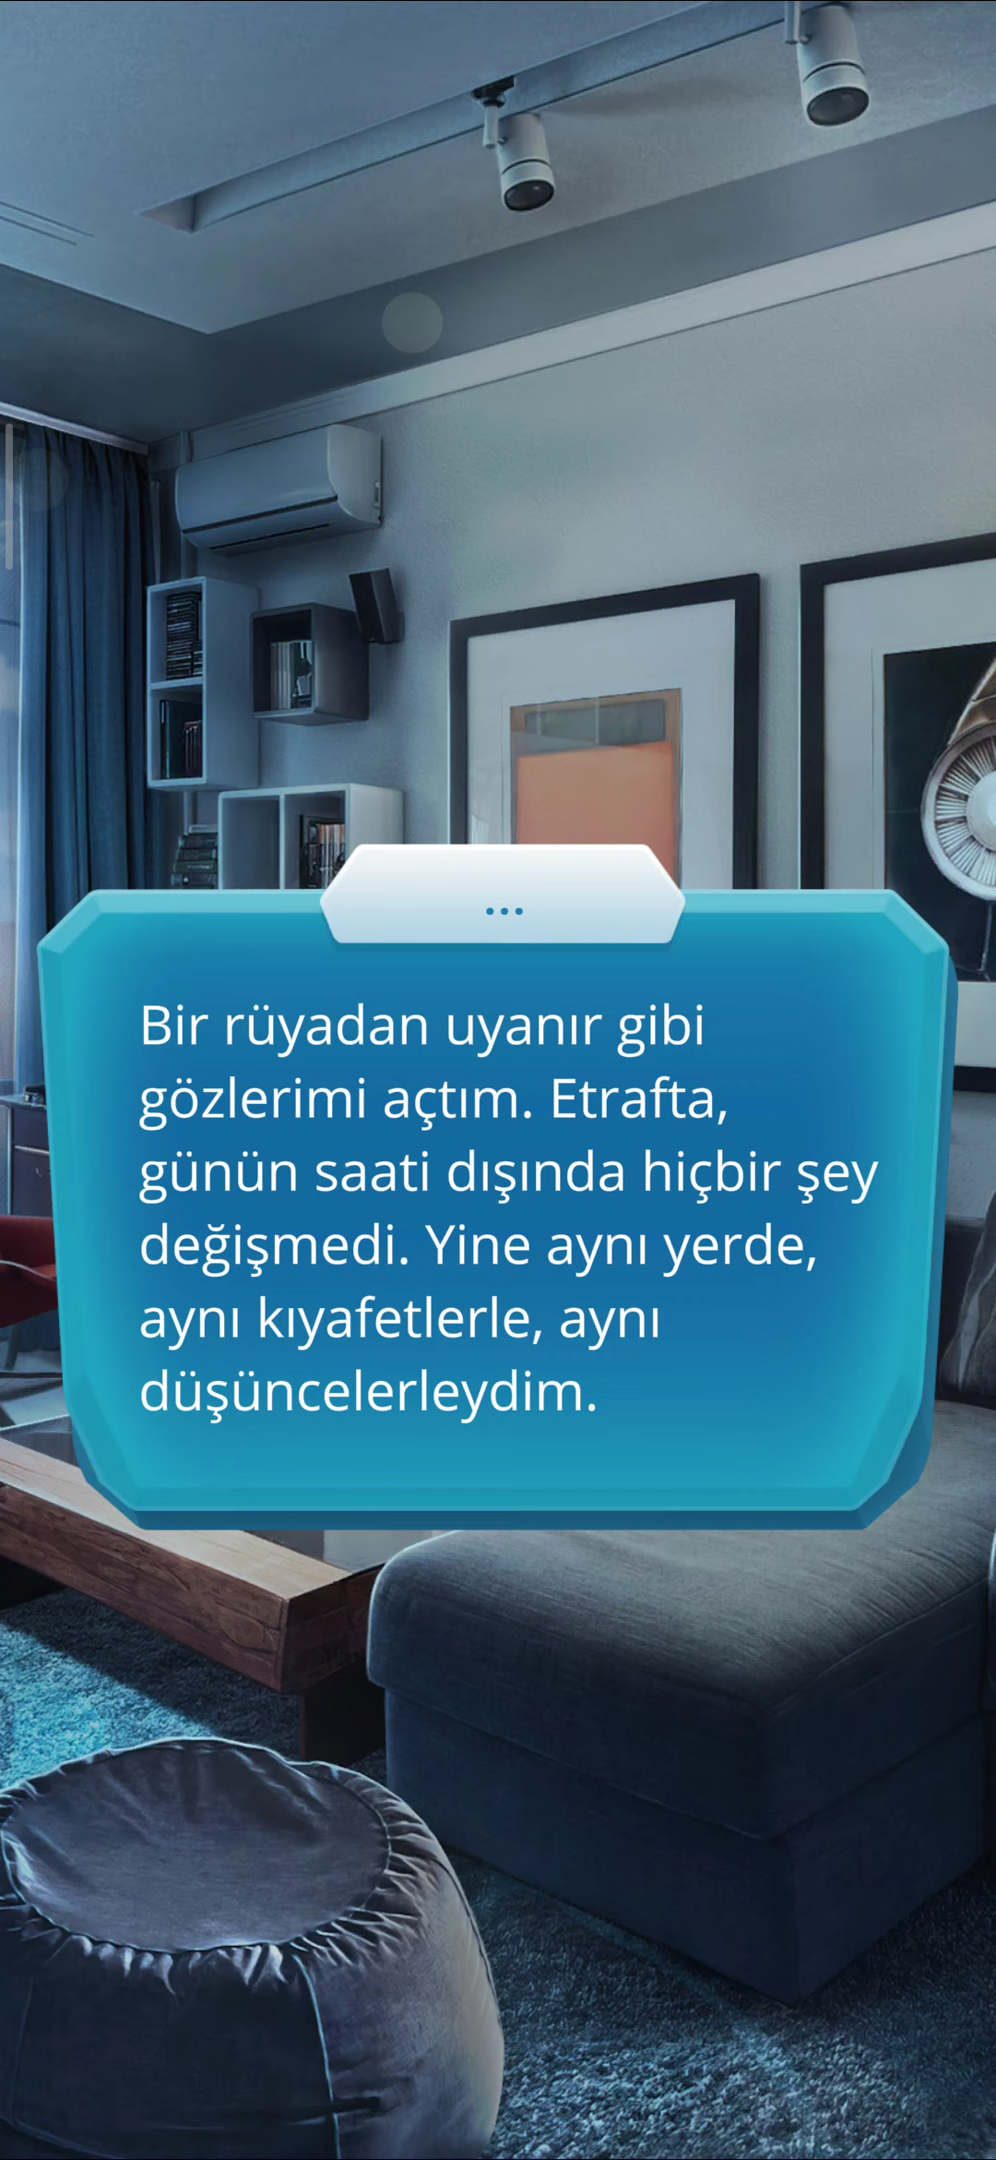 ...
Bir rüyadan uyanır gibi
gözlerimi açtım. Etrafta,
günün saati dışında hiçbir şey
değişmedi. Yine aynı yerde,
aynı kıyafetlerle, aynı
düşüncelerleydim.